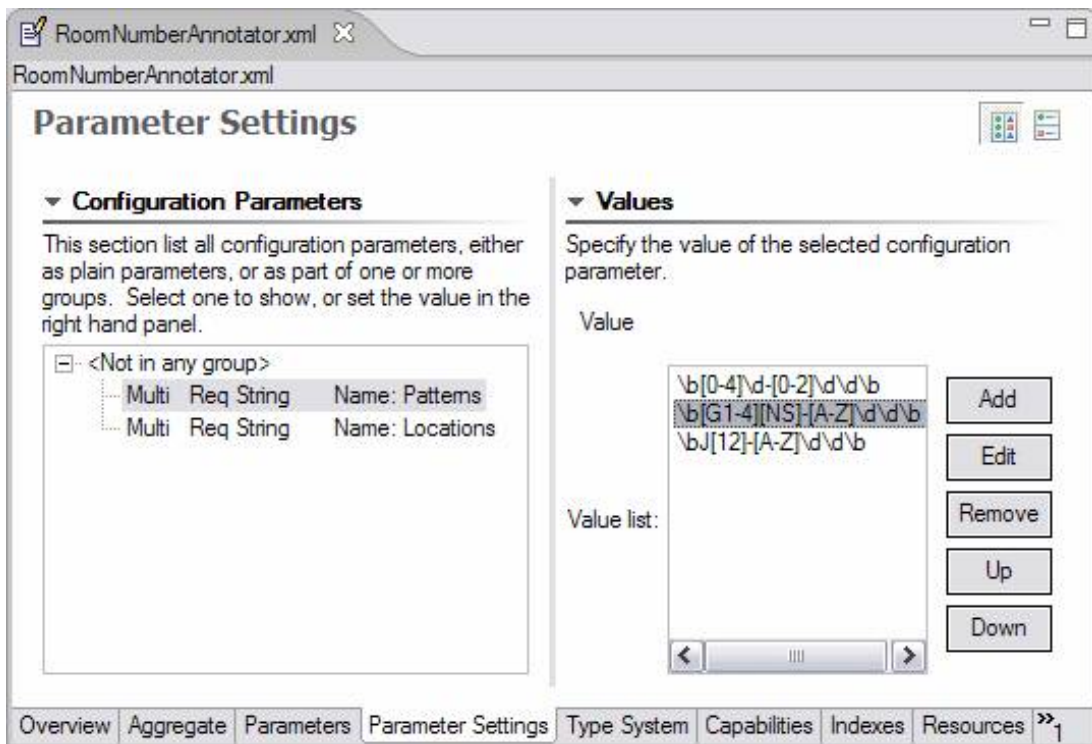 RoomNumberAnnotator.xml
RoomNumberAnnotator.xml
Parameter Settings
Configuration Parameters
This section list all configuration parameters, either
as plain parameters, or as part of one or more
groups. Select one to show, or set the value in the
right hand panel.
<Not in any group>
Multi Req String Name: Patterns
Multi Req String Name: Locations
Values
Specify the value of the selected configuration
parameter.
Value
Value list:
\b[0-4]\d-[0-2]\d\d\b
\b[G1-4][NS]-[A-Z]\d\d\b
\bJ[12]-[A-Z]\d\d\b
Add
Edit
Remove
Up
Down
Overview Aggregate Parameters Parameter Settings Type System Capabilities Indexes Resources »1